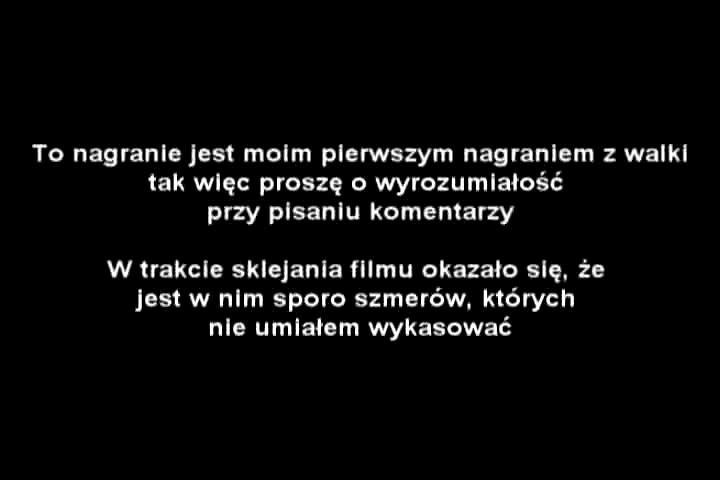 To nagranie jest moim pierwszym nagraniem z walki
tak więc proszę o wyrozumiałość
przy pisaniu komentarzy
W trakcie sklejania filmu okazało się, że
jest w nim sporo szmerów, których
nie umiałem wykasować